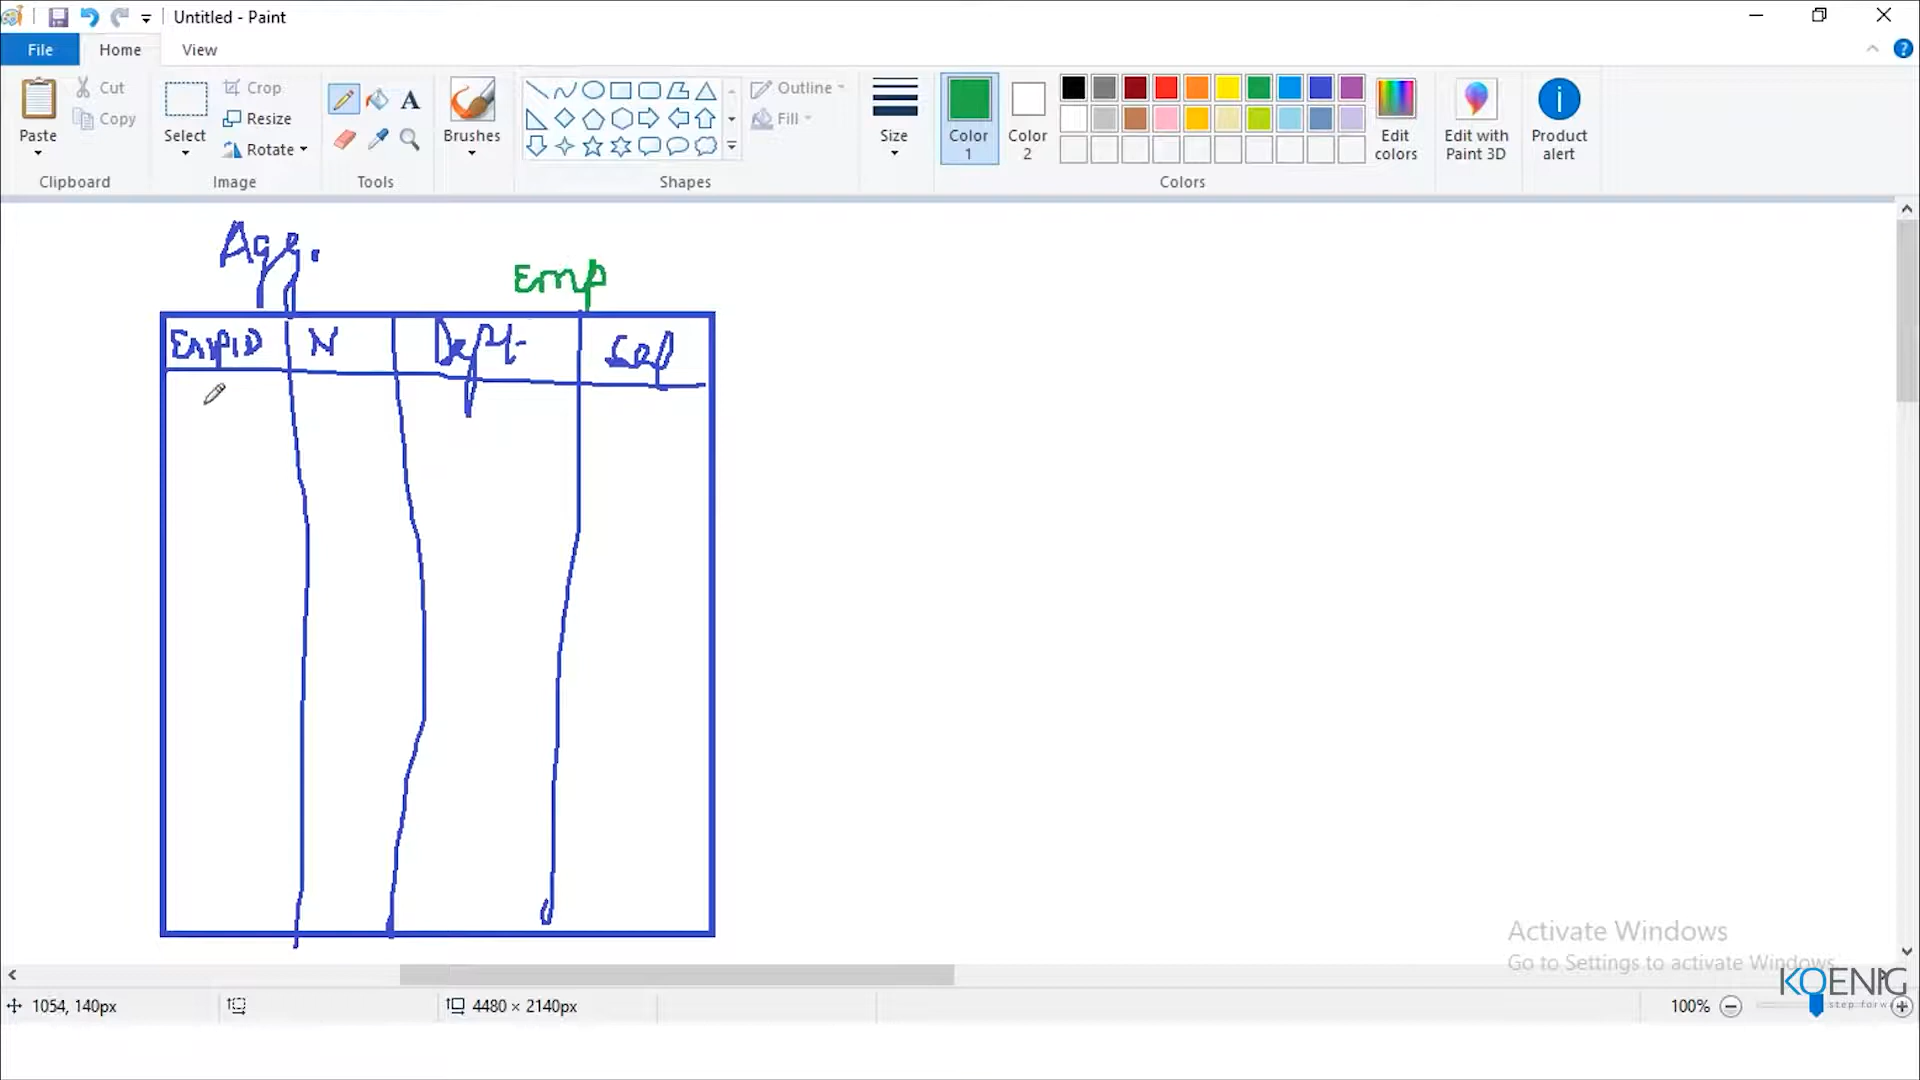 Untitled - Paint
File Home View
Paste
Cut
Copy
Clipboard
Select
Crop
Resize
Rotate
Image
Tools
Brushes
Shapes
Outline
Fill
Size
Color 1
Color 2
Edit colors
Colors
Edit with Paint 3D
Product alert
Agg.
Emp
EmpID N Dept Sal
Activate Windows
Go to Settings to activate Windows.
KOENIG
step forward
1054, 140px
4480 × 2140px
100%